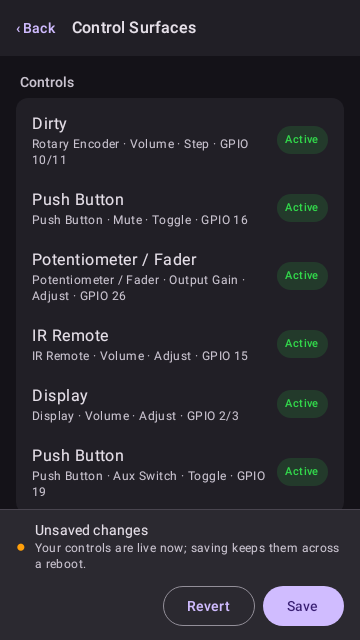 ‹ Back Control Surfaces
Controls
Dirty
Rotary Encoder · Volume · Step · GPIO
10/11
Active
Push Button
Push Button · Mute · Toggle · GPIO 16
Active
Potentiometer / Fader
Potentiometer / Fader · Output Gain ·
Adjust · GPIO 26
Active
IR Remote
IR Remote · Volume · Adjust · GPIO 15
Active
Display
Display · Volume · Adjust · GPIO 2/3
Active
Push Button
Push Button · Aux Switch · Toggle · GPIO
19
Active
Unsaved changes
Your controls are live now; saving keeps them across
a reboot.
Revert Save